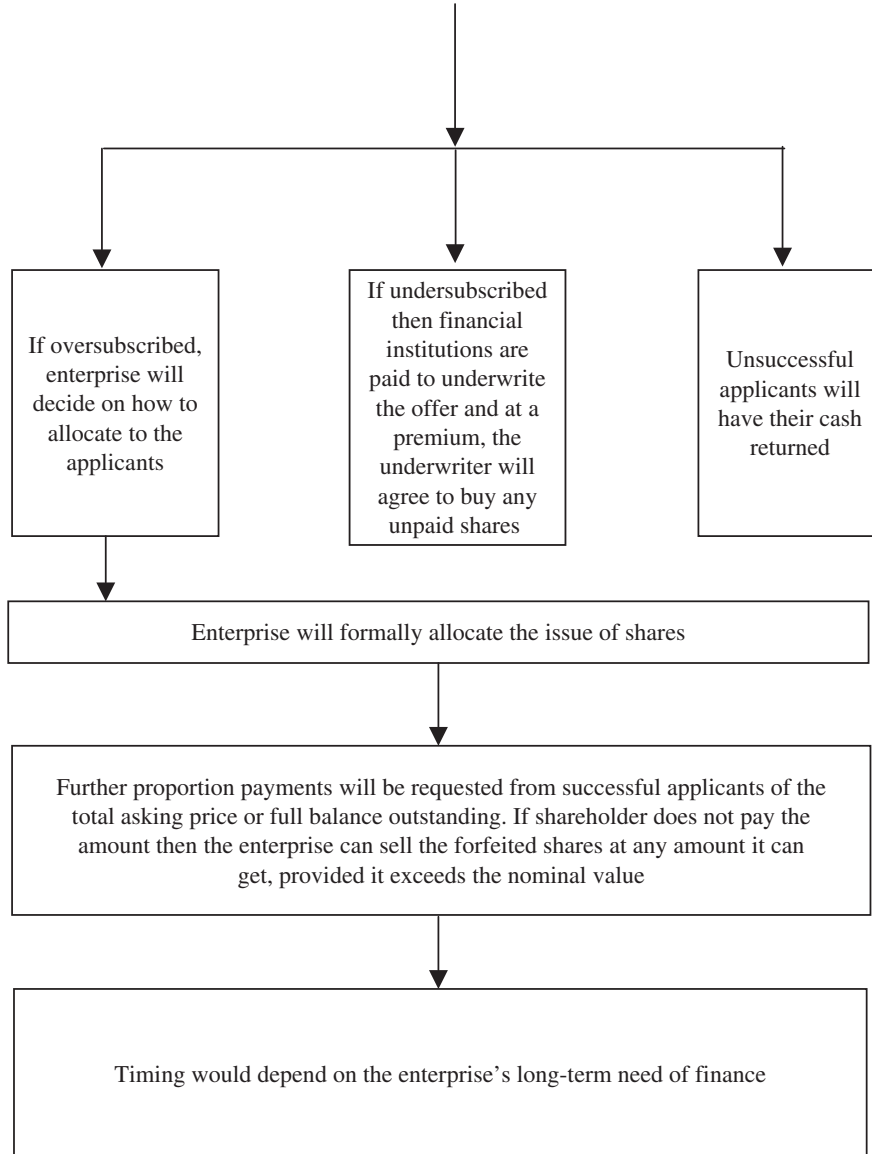 If oversubscribed,
enterprise will
decide on how to
allocate to the
applicants
If undersubscribed
then financial
institutions are
paid to underwrite
the offer and at a
premium, the
underwriter will
agree to buy any
unpaid shares
Unsuccessful
applicants will
have their cash
returned
Enterprise will formally allocate the issue of shares
Further proportion payments will be requested from successful applicants of the
total asking price or full balance outstanding. If shareholder does not pay the
amount then the enterprise can sell the forfeited shares at any amount it can
get, provided it exceeds the nominal value
Timing would depend on the enterprise’s long-term need of finance